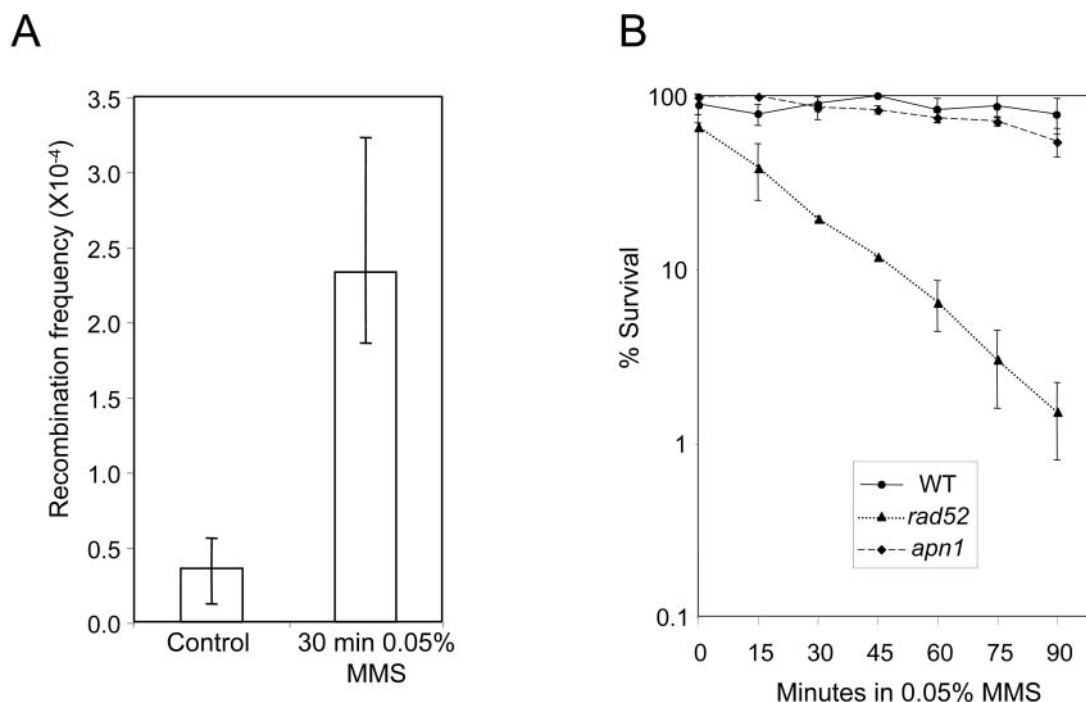 A
Recombination frequency (X10-4)
3.5
3.0
2.5
2.0
1.5
1.0
0.5
0.0
Control
30 min 0.05%
MMS
B
% Survival
100
10
1
0.1
WT
rad52
apn1
0 15 30 45 60 75 90
Minutes in 0.05% MMS